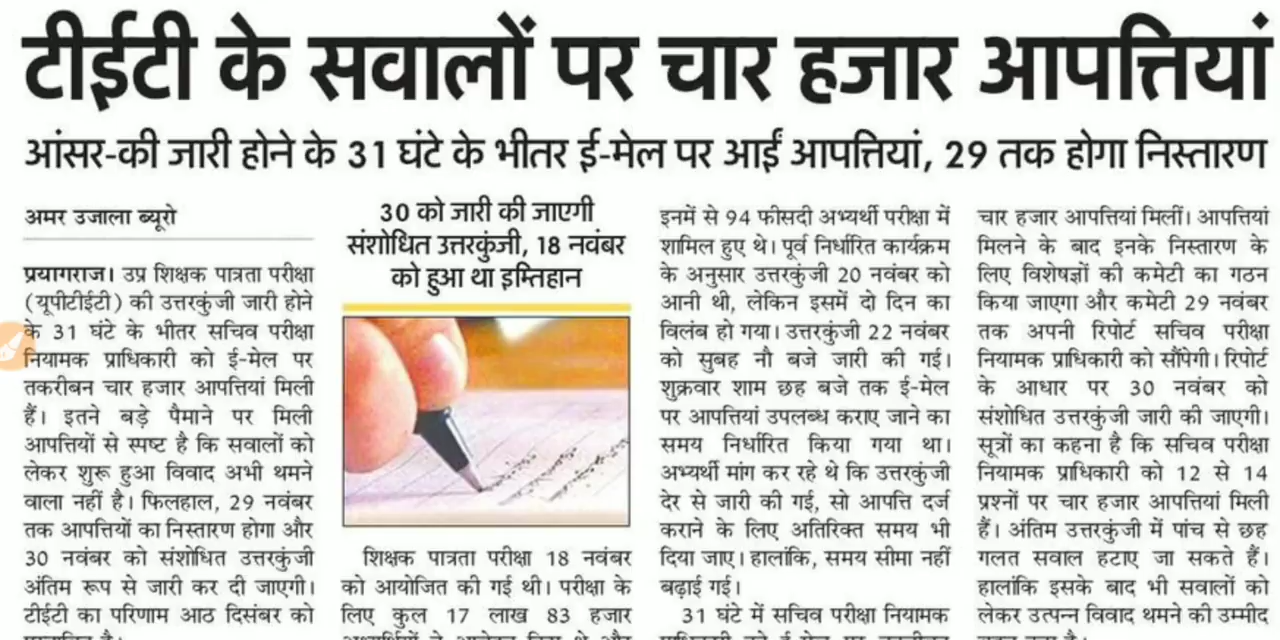 टीईटी के सवालों पर चार हजार आपत्तियां
आंसर-की जारी होने के 31 घंटे के भीतर ई-मेल पर आईं आपत्तियां, 29 तक होगा निस्तारण
अमर उजाला ब्यूरो
प्रयागराज। उप्र शिक्षक पात्रता परीक्षा
(यूपीटीईटी) की उत्तरकुंजी जारी होने
के 31 घंटे के भीतर सचिव परीक्षा
नियामक प्राधिकारी को ई-मेल पर
तकरीबन चार हजार आपत्तियां मिली
हैं। इतने बड़े पैमाने पर मिली
आपत्तियों से स्पष्ट है कि सवालों को
लेकर शुरू हुआ विवाद अभी थमने
वाला नहीं है। फिलहाल, 29 नवंबर
तक आपत्तियों का निस्तारण होगा और
30 नवंबर को संशोधित उत्तरकुंजी
अंतिम रूप से जारी कर दी जाएगी।
टीईटी का परिणाम आठ दिसंबर को
30 को जारी की जाएगी
संशोधित उत्तरकुंजी, 18 नवंबर
को हुआ था इम्तिहान
शिक्षक पात्रता परीक्षा 18 नवंबर
को आयोजित की गई थी। परीक्षा के
लिए कुल 17 लाख 83 हजार
इनमें से 94 फीसदी अभ्यर्थी परीक्षा में
शामिल हुए थे। पूर्व निर्धारित कार्यक्रम
के अनुसार उत्तरकुंजी 20 नवंबर को
आनी थी, लेकिन इसमें दो दिन का
विलंब हो गया। उत्तरकुंजी 22 नवंबर
को सुबह नौ बजे जारी की गई।
शुक्रवार शाम छह बजे तक ई-मेल
पर आपत्तियां उपलब्ध कराए जाने का
समय निर्धारित किया गया था।
अभ्यर्थी मांग कर रहे थे कि उत्तरकुंजी
देर से जारी की गई, सो आपत्ति दर्ज
कराने के लिए अतिरिक्त समय भी
दिया जाए। हालांकि, समय सीमा नहीं
बढ़ाई गई।
31 घंटे में सचिव परीक्षा नियामक
चार हजार आपत्तियां मिलीं। आपत्तियां
मिलने के बाद इनके निस्तारण के
लिए विशेषज्ञों की कमेटी का गठन
किया जाएगा और कमेटी 29 नवंबर
तक अपनी रिपोर्ट सचिव परीक्षा
नियामक प्राधिकारी को सौंपेगी। रिपोर्ट
के आधार पर 30 नवंबर को
संशोधित उत्तरकुंजी जारी की जाएगी।
सूत्रों का कहना है कि सचिव परीक्षा
नियामक प्राधिकारी को 12 से 14
प्रश्नों पर चार हजार आपत्तियां मिली
हैं। अंतिम उत्तरकुंजी में पांच से छह
गलत सवाल हटाए जा सकते हैं।
हालांकि इसके बाद भी सवालों को
लेकर उत्पन्न विवाद थमने की उम्मीद